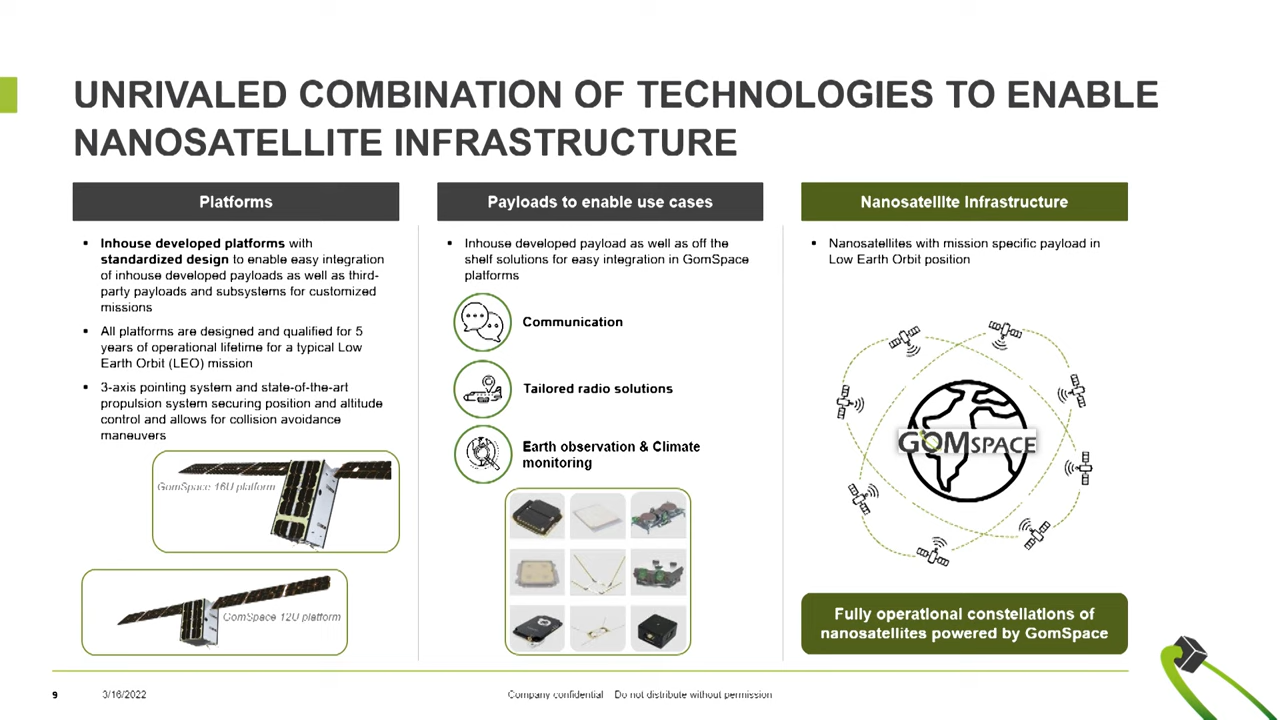 UNRIVALED COMBINATION OF TECHNOLOGIES TO ENABLE
NANOSATELLITE INFRASTRUCTURE
Platforms
• Inhouse developed platforms with
standardized design to enable easy integration
of inhouse developed payloads as well as third-
party payloads and subsystems for customized
missions
• All platforms are designed and qualified for 5
years of operational lifetime for a typical Low
Earth Orbit (LEO) mission
• 3-axis pointing system and state-of-the-art
propulsion system securing position and altitude
control and allows for collision avoidance
maneuvers
GomSpace 16U platform
GomSpace 12U platform
Payloads to enable use cases
• Inhouse developed payload as well as off the
shelf solutions for easy integration in GomSpace
platforms
Communication
Tailored radio solutions
Earth observation & Climate
monitoring
Nanosatellite Infrastructure
• Nanosatellites with mission specific payload in
Low Earth Orbit position
GOMSPACE
Fully operational constellations of
nanosatellites powered by GomSpace
9
3/16/2022
Company confidential Do not distribute without permission